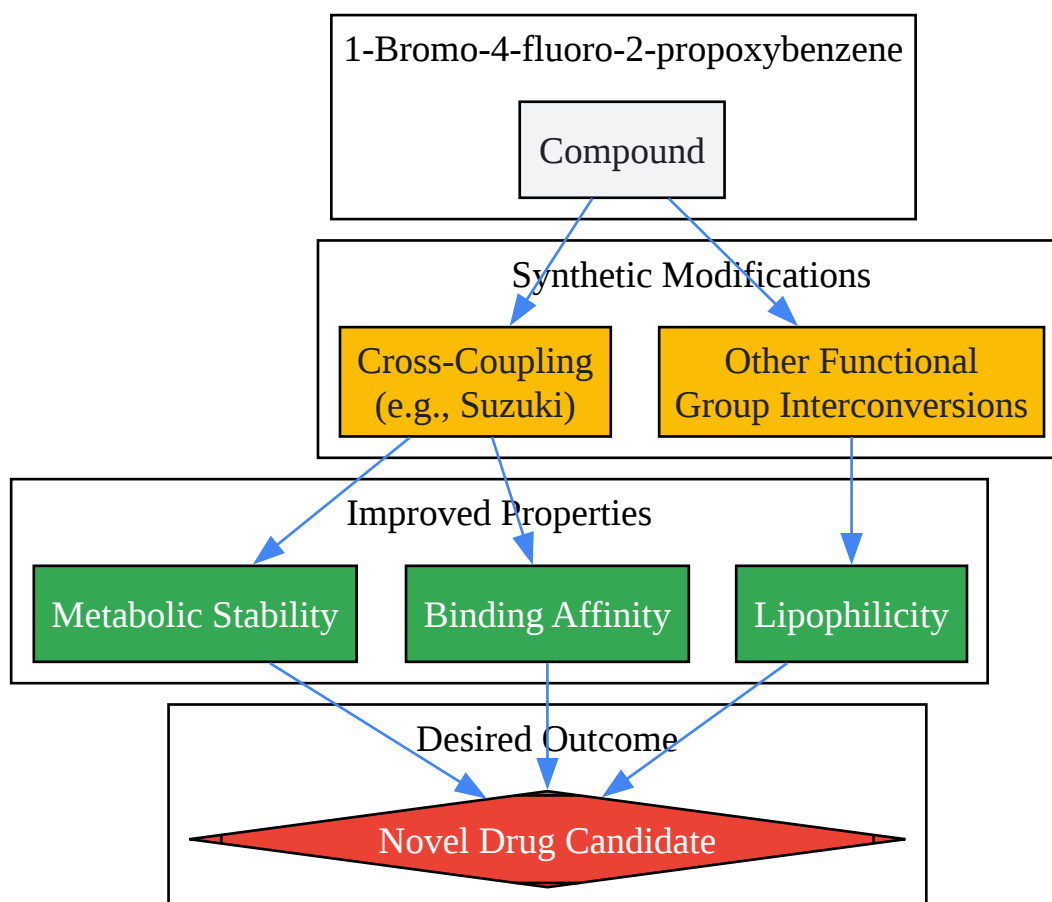 1-Bromo-4-fluoro-2-propoxybenzene
Compound
Synthetic Modifications
Cross-Coupling
(e.g., Suzuki)
Other Functional
Group Interconversions
Improved Properties
Metabolic Stability
Binding Affinity
Lipophilicity
Desired Outcome
Novel Drug Candidate